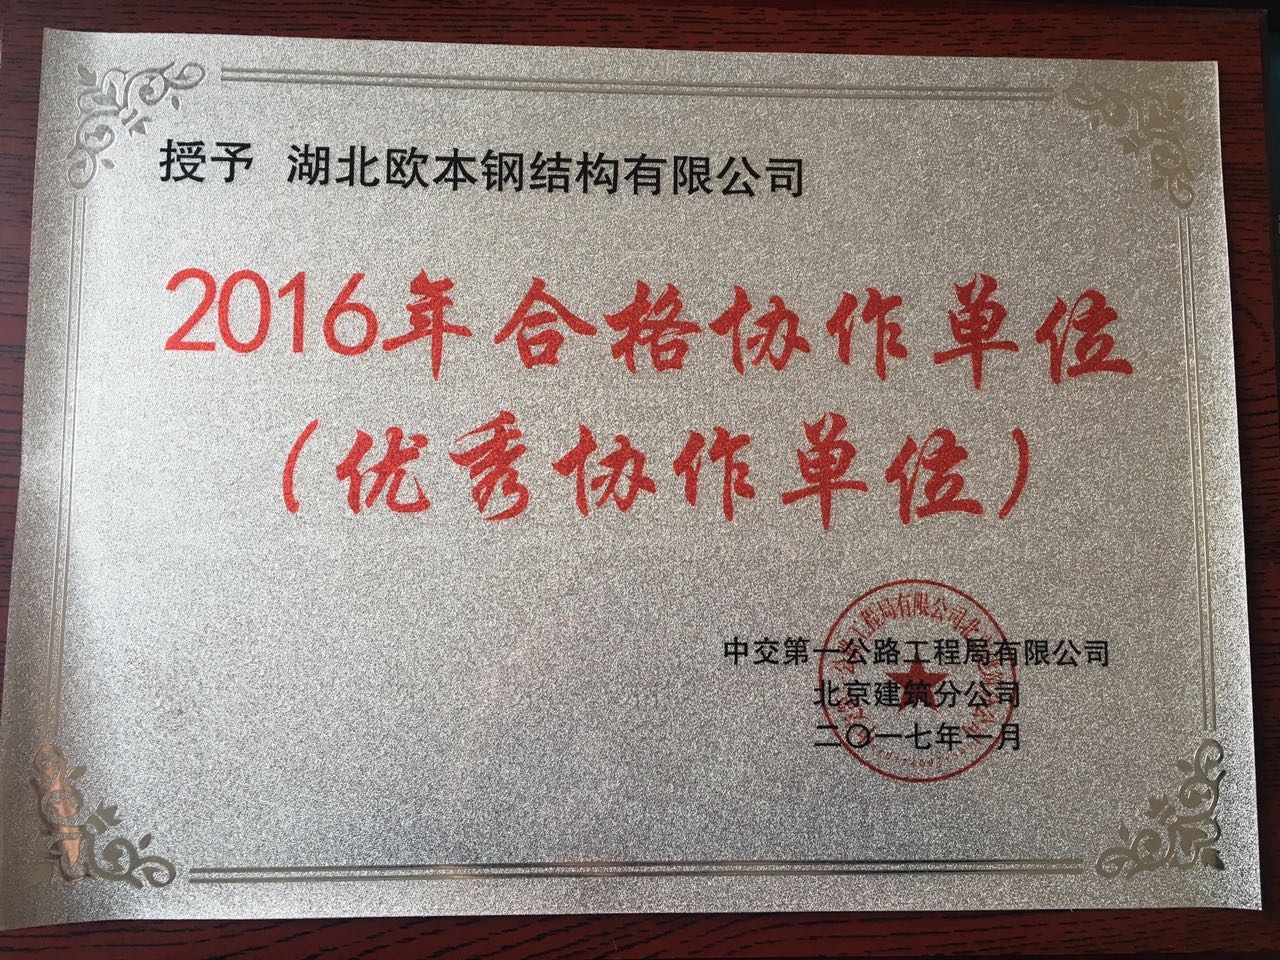 授予 湖北欧本钢结构有限公司
2016年合格协作单位
（优秀协作单位）
中交第一公路工程局有限公司
北京建筑分公司
二〇一七年一月